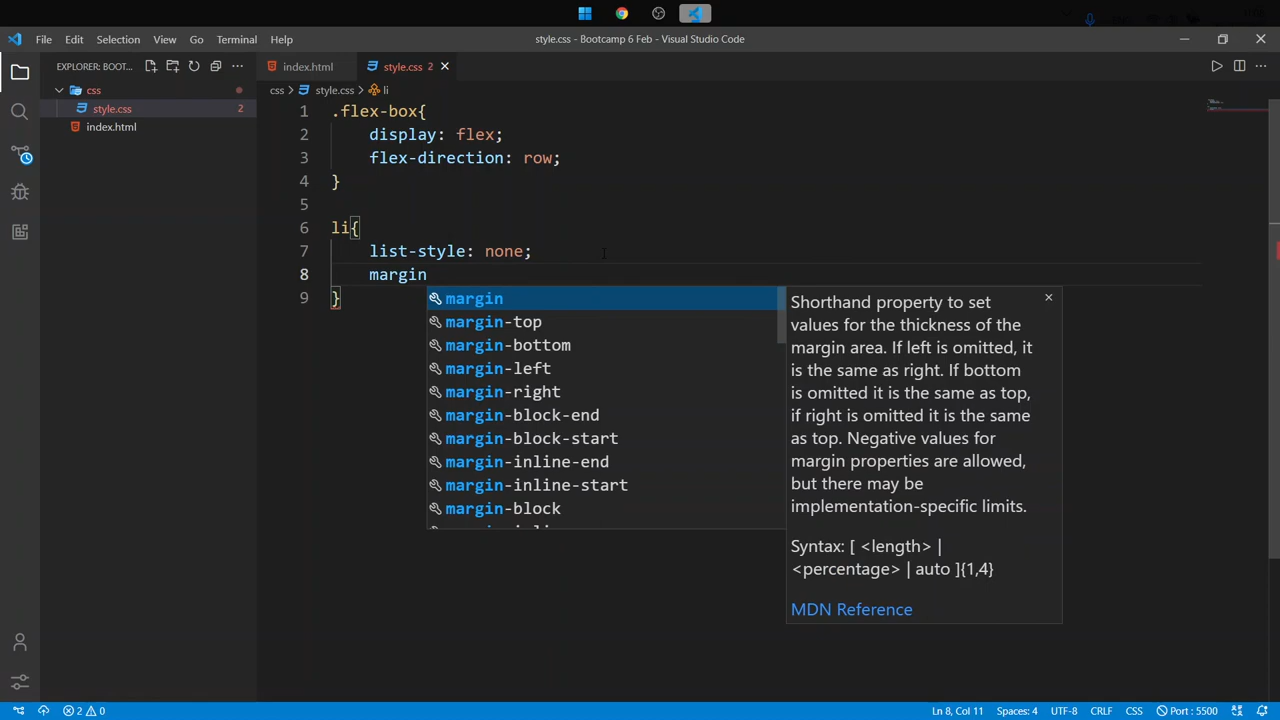 File Edit Selection View Go Terminal Help
style.css - Bootcamp 6 Feb - Visual Studio Code
EXPLORER: BOOT...
index.html
style.css 2
css
style.css 2
index.html
css > style.css > li
1 .flex-box{
2 display: flex;
3 flex-direction: row;
4 }
5
6 li{
7 list-style: none;
8 margin
9 }
margin
margin-top
margin-bottom
margin-left
margin-right
margin-block-end
margin-block-start
margin-inline-end
margin-inline-start
margin-block
Shorthand property to set
values for the thickness of the
margin area. If left is omitted, it
is the same as right. If bottom
is omitted it is the same as top,
if right is omitted it is the same
as top. Negative values for
margin properties are allowed,
but there may be
implementation-specific limits.
Syntax: [ <length> |
<percentage> | auto ]{1,4}
MDN Reference
2 0
Ln 8, Col 11 Spaces: 4 UTF-8 CRLF CSS Port : 5500